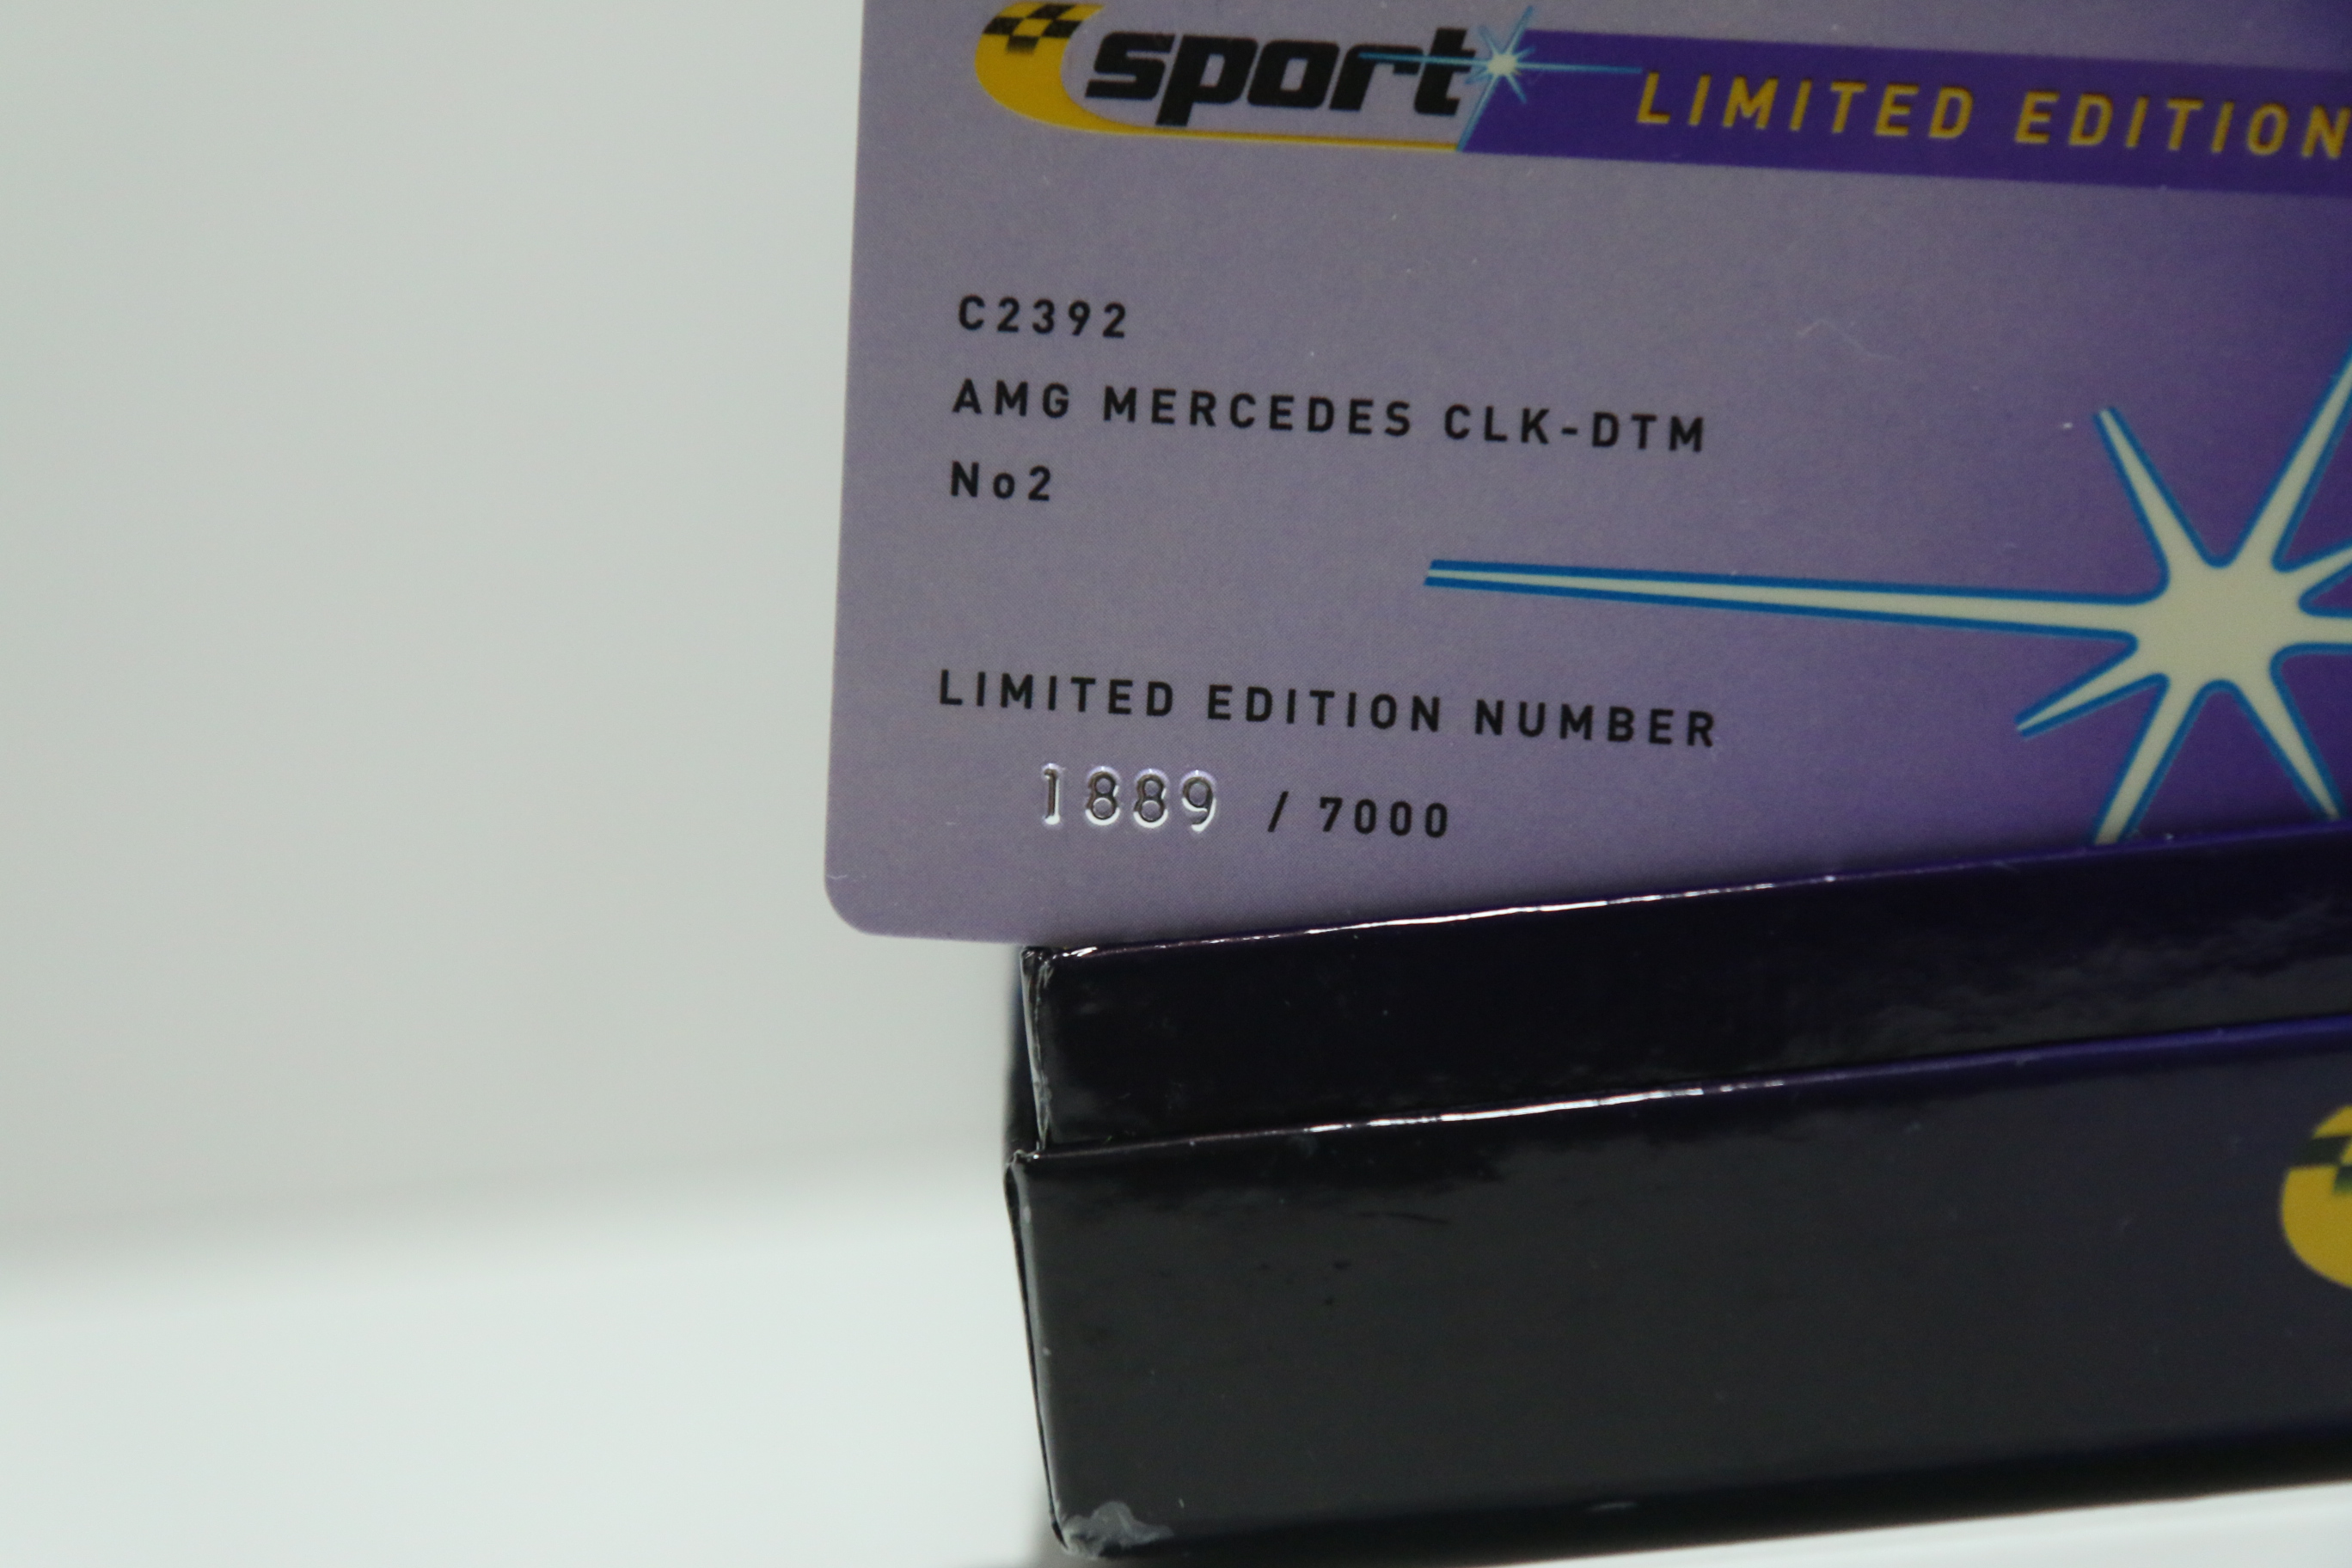 sport LIMITED EDITION
C2392
AMG MERCEDES CLK-DTM
No2
LIMITED EDITION NUMBER
1889 / 7000